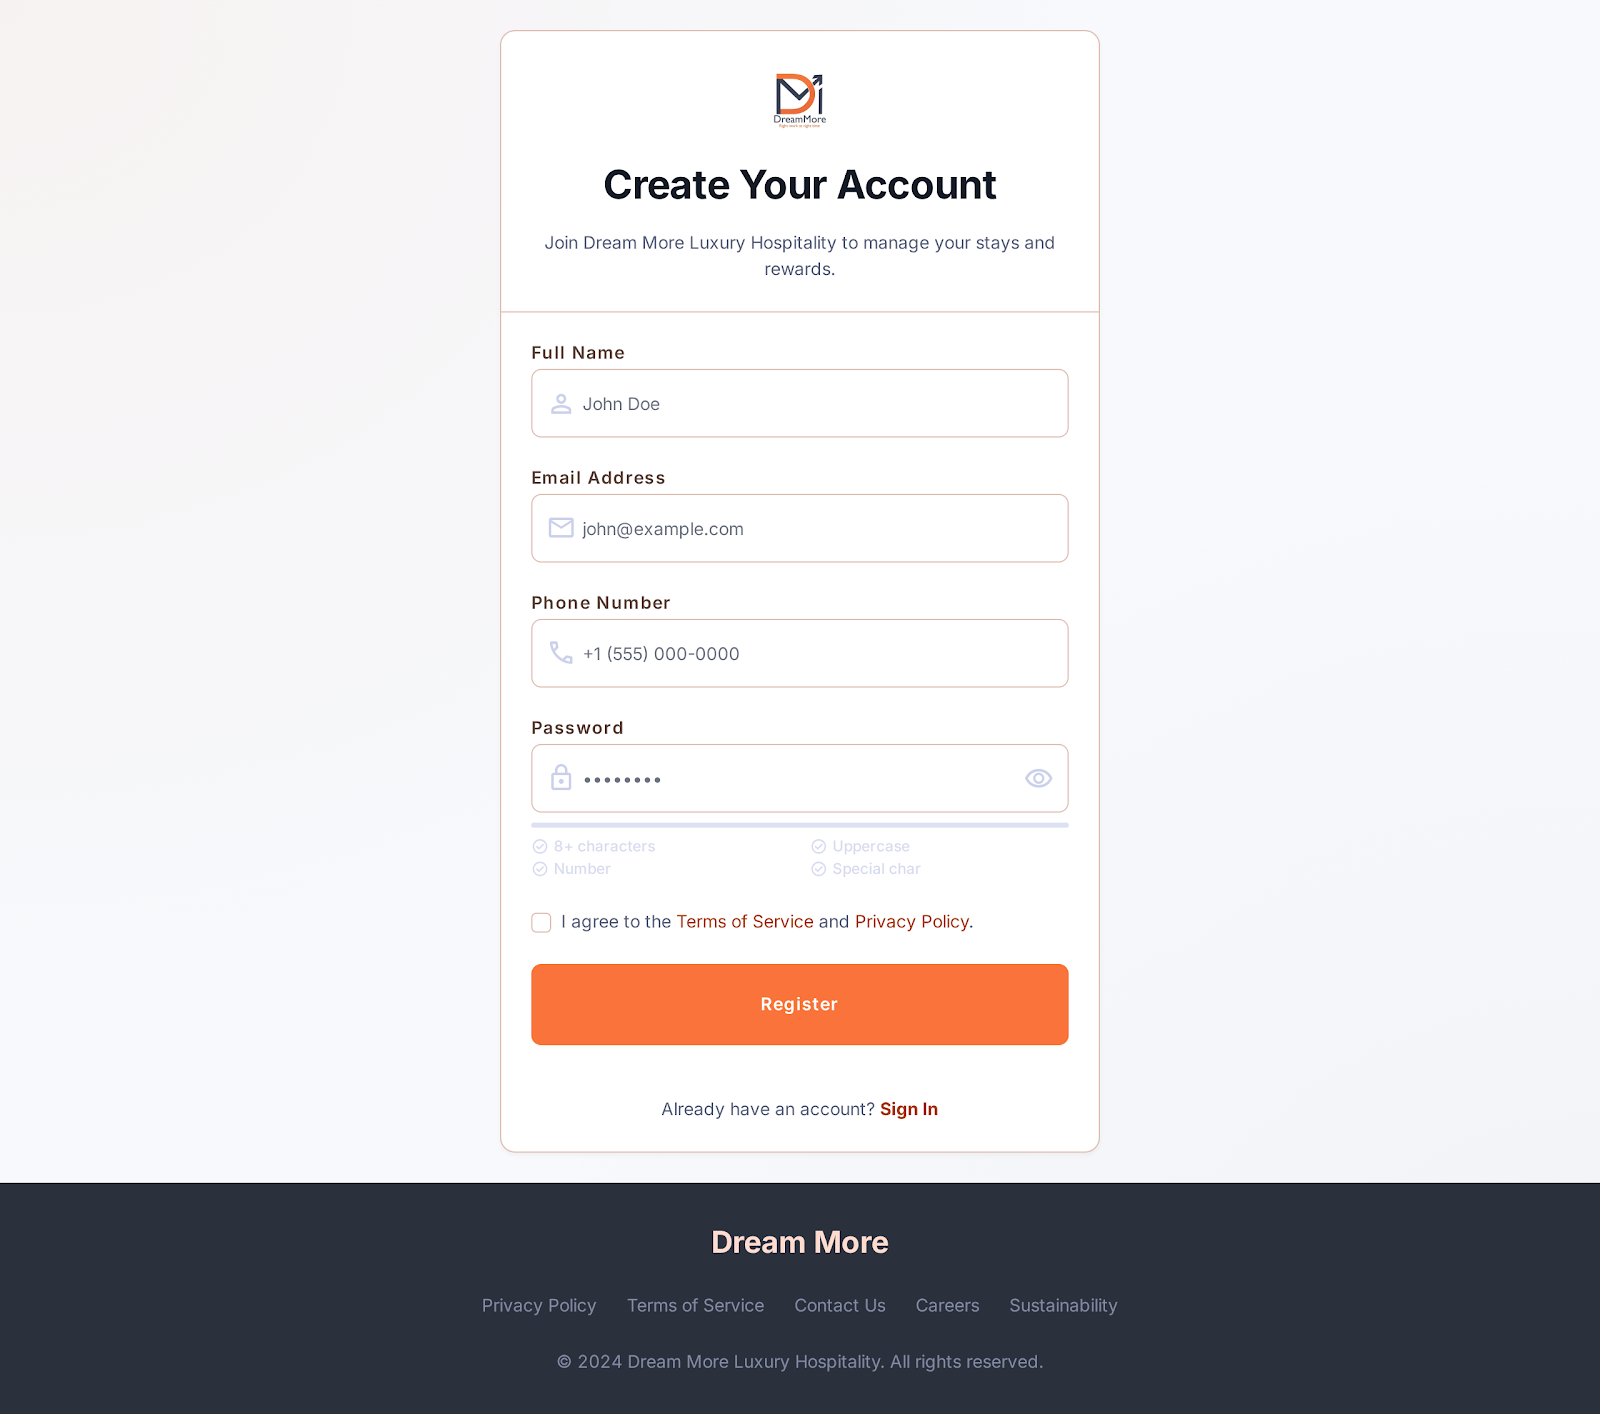 DreamMore
Create Your Account
Join Dream More Luxury Hospitality to manage your stays and
rewards.
Full Name
John Doe
Email Address
john@example.com
Phone Number
+1 (555) 000-0000
Password
••••••••
8+ characters
Uppercase
Number
Special char
I agree to the Terms of Service and Privacy Policy.
Register
Already have an account? Sign In
Dream More
Privacy Policy Terms of Service Contact Us Careers Sustainability
© 2024 Dream More Luxury Hospitality. All rights reserved.